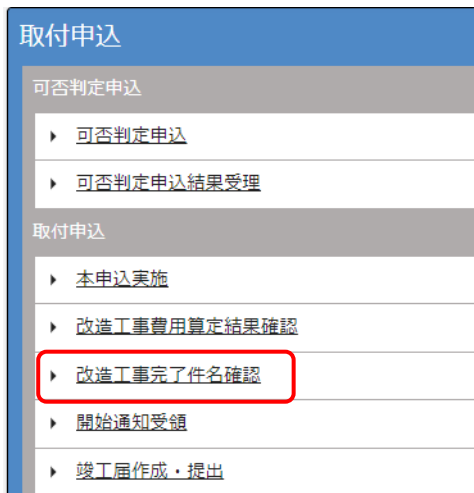 取付申込
可否判定申込
可否判定申込
可否判定申込結果受理
取付申込
本申込実施
改造工事費用算定結果確認
改造工事完了件名確認
開始通知受領
竣工届作成・提出